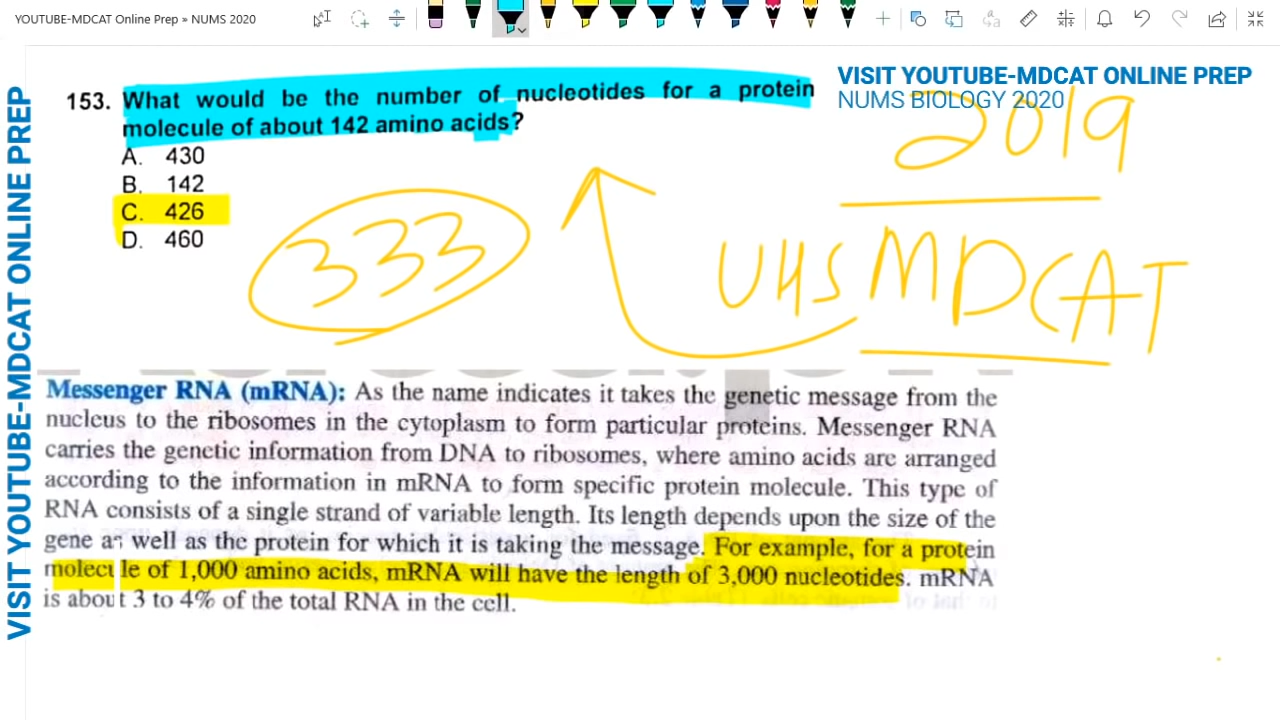 YOUTUBE-MDCAT Online Prep » NUMS 2020
VISIT YOUTUBE-MDCAT ONLINE PREP
VISIT YOUTUBE-MDCAT ONLINE PREP
NUMS BIOLOGY 2020
153. What would be the number of nucleotides for a protein
molecule of about 142 amino acids?
A. 430
B. 142
C. 426
D. 460
2019
333
UHS MDCAT
Messenger RNA (mRNA): As the name indicates it takes the genetic message from the
nucleus to the ribosomes in the cytoplasm to form particular proteins. Messenger RNA
carries the genetic information from DNA to ribosomes, where amino acids are arranged
according to the information in mRNA to form specific protein molecule. This type of
RNA consists of a single strand of variable length. Its length depends upon the size of the
gene as well as the protein for which it is taking the message. For example, for a protein
molecule of 1,000 amino acids, mRNA will have the length of 3,000 nucleotides. mRNA
is about 3 to 4% of the total RNA in the cell.